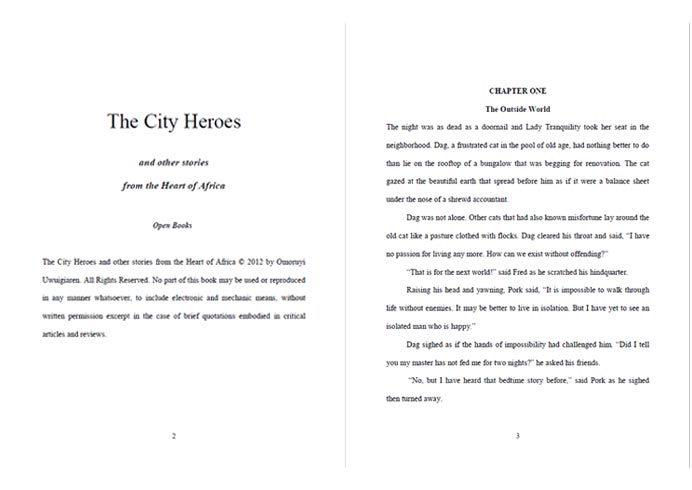 The City Heroes
and other stories
from the Heart of Africa
Open Books
The City Heroes and other stories from the Heart of Africa © 2012 by Omoruyi
Uwuigiaren. All Rights Reserved. No part of this book may be used or reproduced
in any manner whatsoever, to include electronic and mechanic means, without
written permission excerpt in the case of brief quotations embodied in critical
articles and reviews.
2
CHAPTER ONE
The Outside World
The night was as dead as a doornail and Lady Tranquility took her seat in the
neighborhood. Dag, a frustrated cat in the pool of old age, had nothing better to do
than lie on the rooftop of a bungalow that was begging for renovation. The cat
gazed at the beautiful earth that spread before him as if it were a balance sheet
under the nose of a shrewd accountant.
Dag was not alone. Other cats that had also known misfortune lay around the
old cat like a pasture clothed with flocks. Dag cleared his throat and said, “I have
no passion for living any more. How can we exist without offending?”
“That is for the next world!” said Fred as he scratched his hindquarter.
Raising his head and yawning, Pork said, “It is impossible to walk through
life without enemies. It may be better to live in isolation. But I have yet to see an
isolated man who is happy.”
Dag sighed as if the hands of impossibility had challenged him. “Did I tell
you my master has not fed me for two nights?” he asked his friends.
“No, but I have heard that bedtime story before,” said Pork as he sighed
then turned away.
3